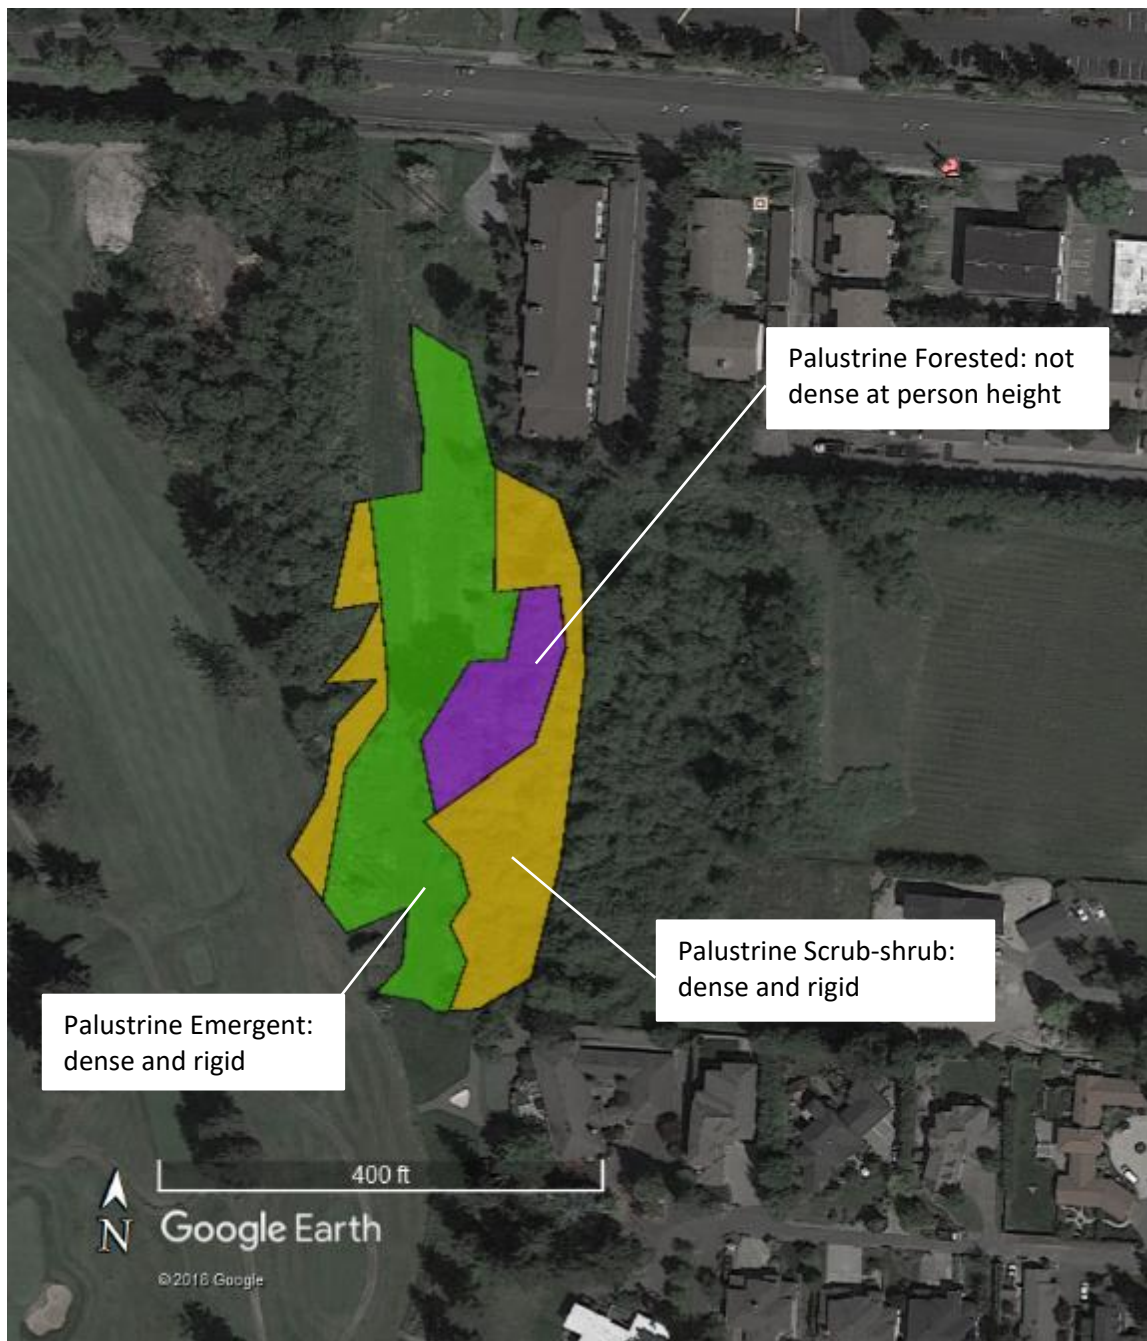 Palustrine Forested: not
dense at person height
Palustrine Scrub-shrub:
dense and rigid
Palustrine Emergent:
dense and rigid
400 ft
N
Google Earth
©2018 Google